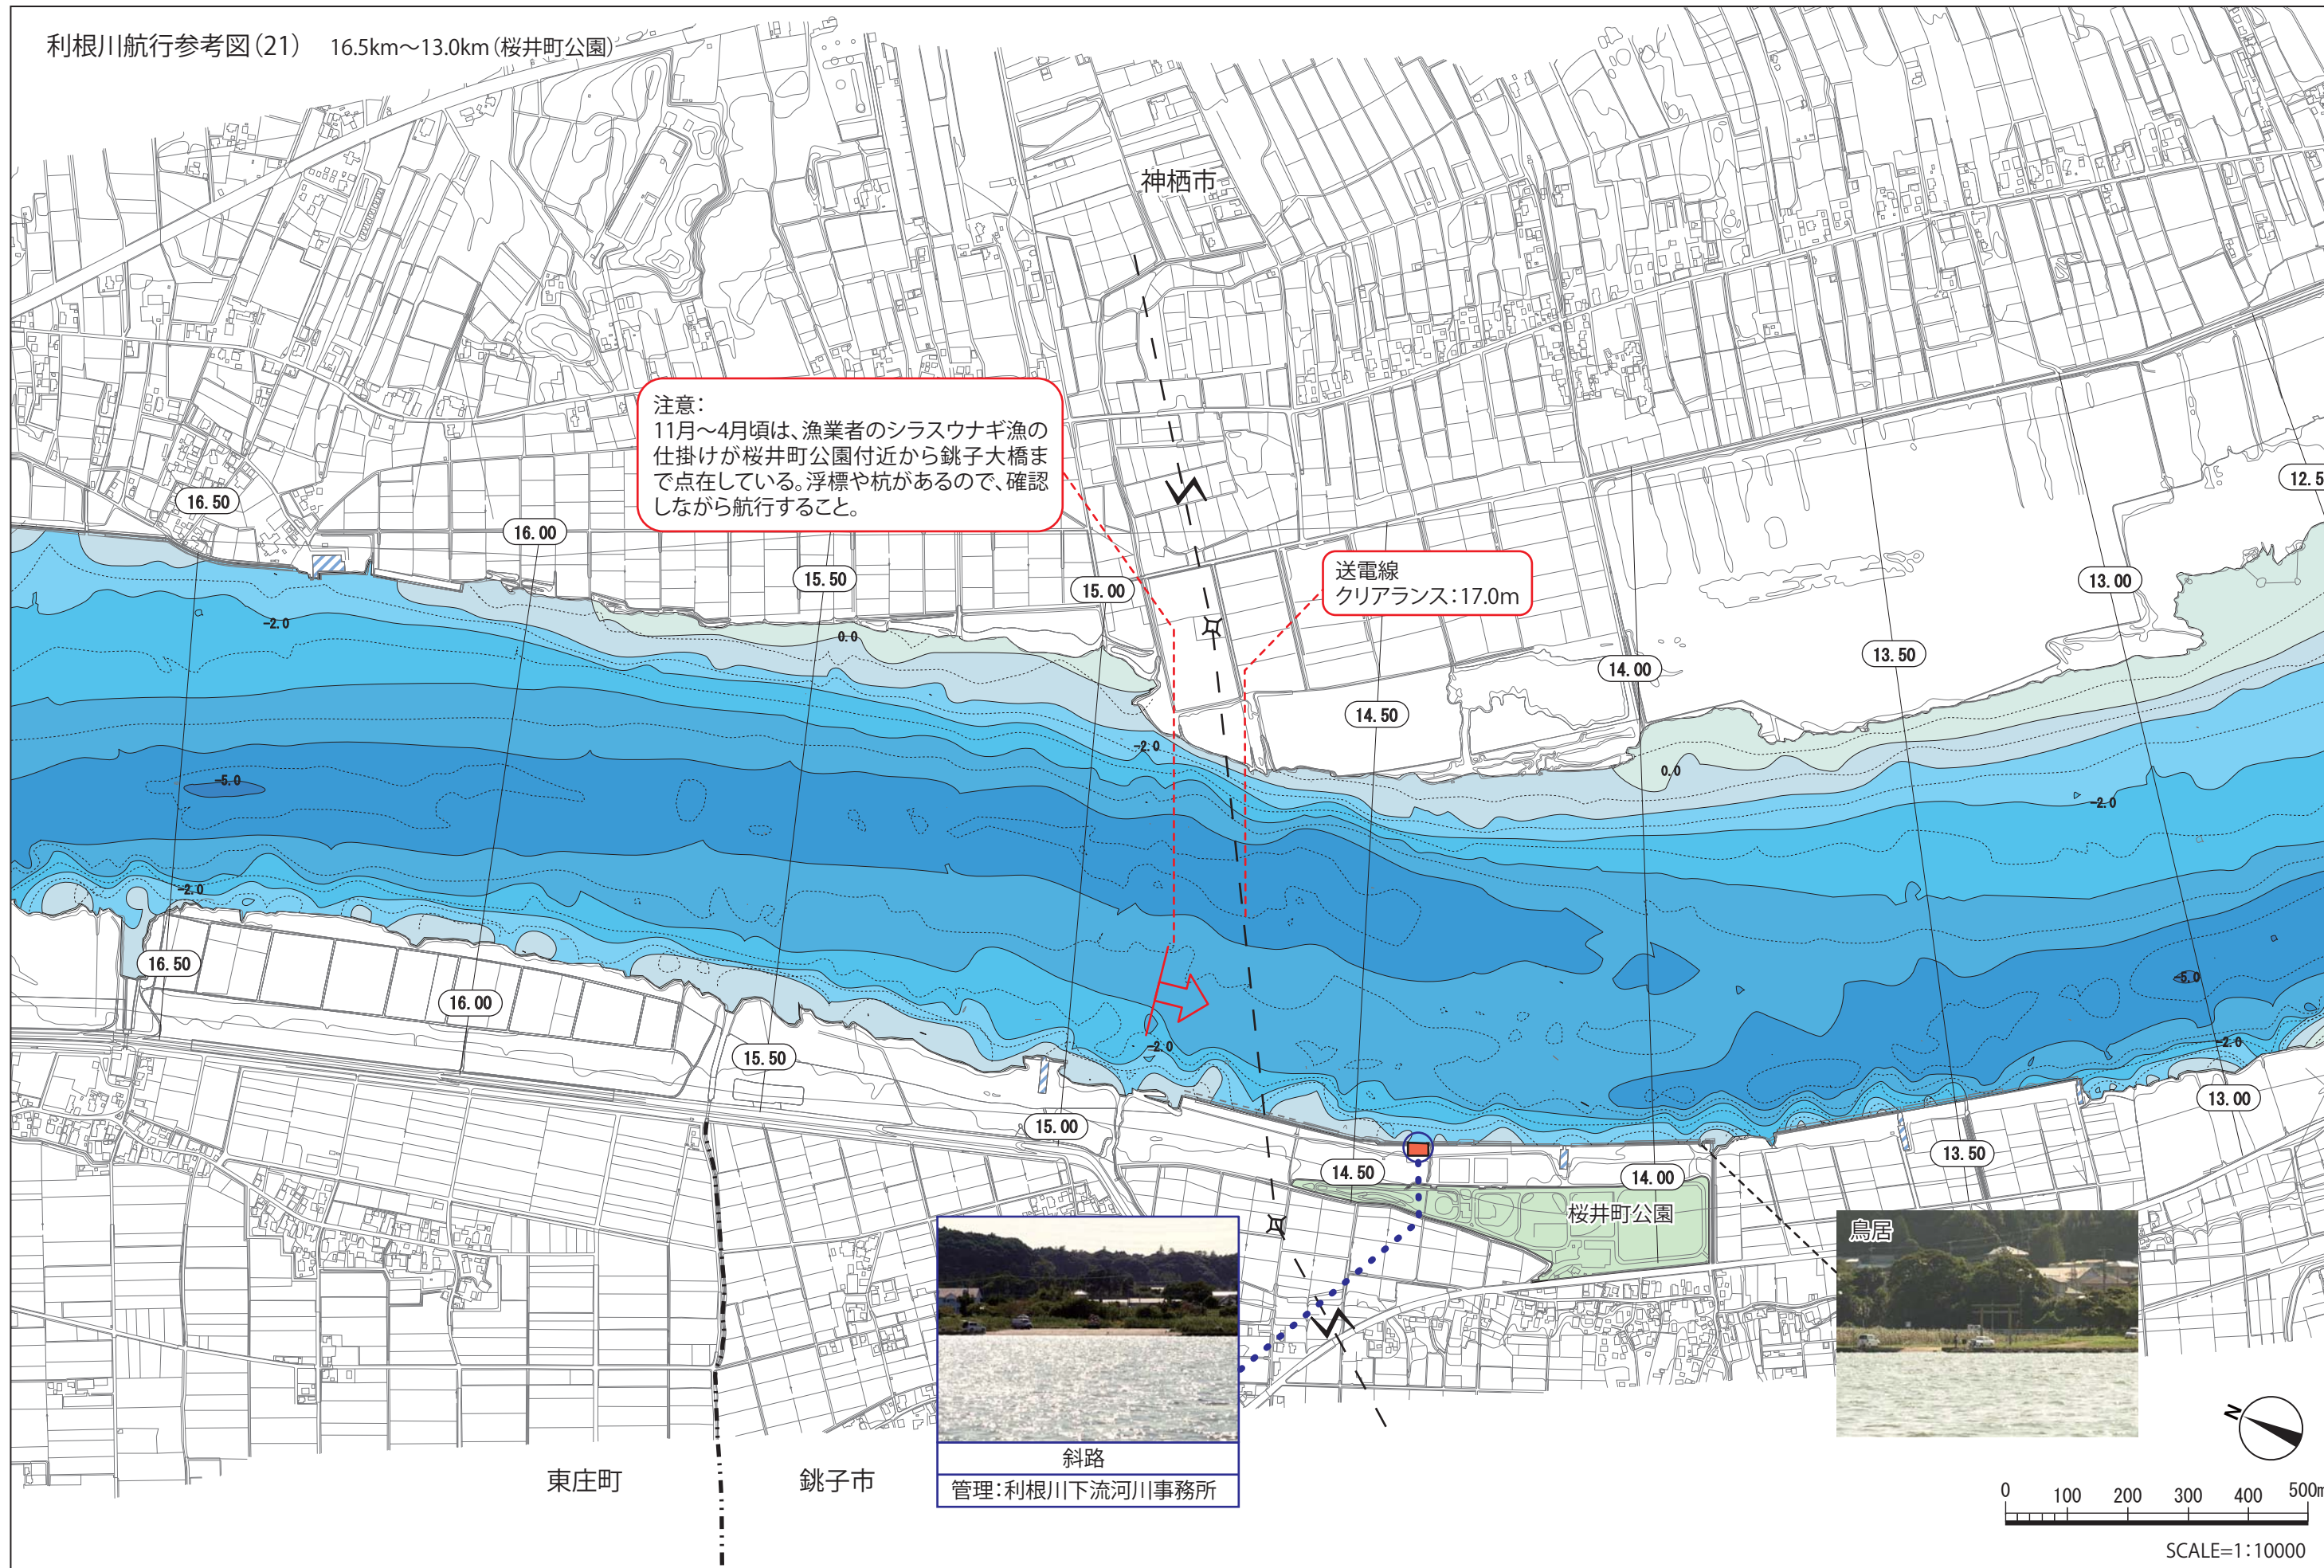 利根川航行参考図(21) 16.5km～13.0km(桜井町公園)
神栖市
注意：
11月～4月頃は、漁業者のシラスウナギ漁の
仕掛けが桜井町公園付近から銚子大橋ま
で点在している。浮標や杭があるので、確認
しながら航行すること。
送電線
クリアランス：17.0m
16.50
16.00
15.50
15.00
14.50
14.00
13.50
13.00
12.5
-2.0
0.0
-2.0
0.0
-2.0
-5.0
-2.0
-5.0
-2.0
-2.0
16.50
16.00
15.50
15.00
14.50
14.00
13.50
13.00
桜井町公園
鳥居
斜路
管理：利根川下流河川事務所
東庄町
銚子市
N
0 100 200 300 400 500m
SCALE=1:10000